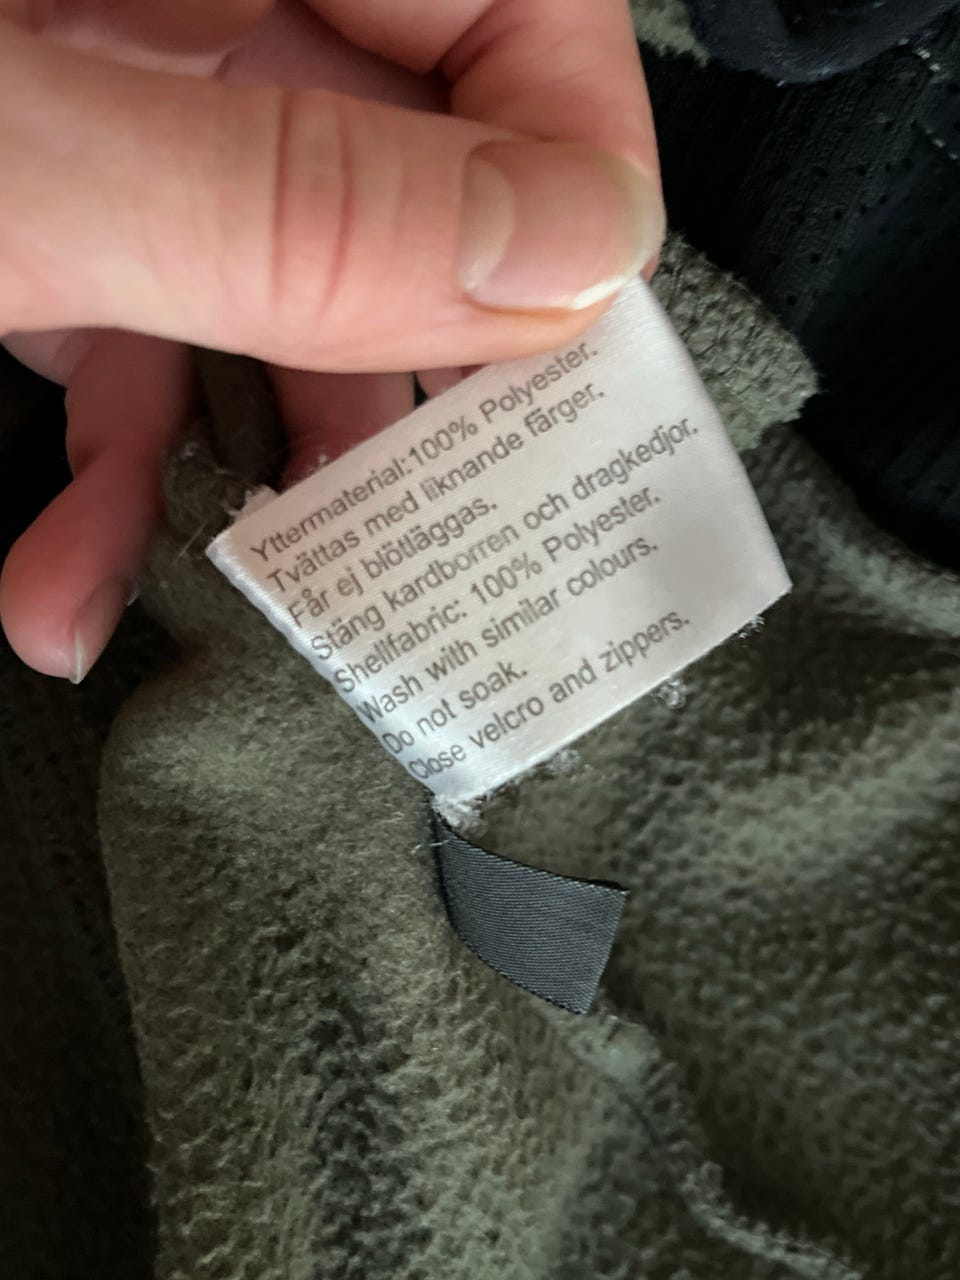 Yttermaterial:100% Polyester.
Tvättas med liknande färger.
Får ej blötläggas.
Stäng kardborren och dragkedjor.
Shellfabric: 100% Polyester.
Wash with similar colours.
Do not soak.
Close velcro and zippers.